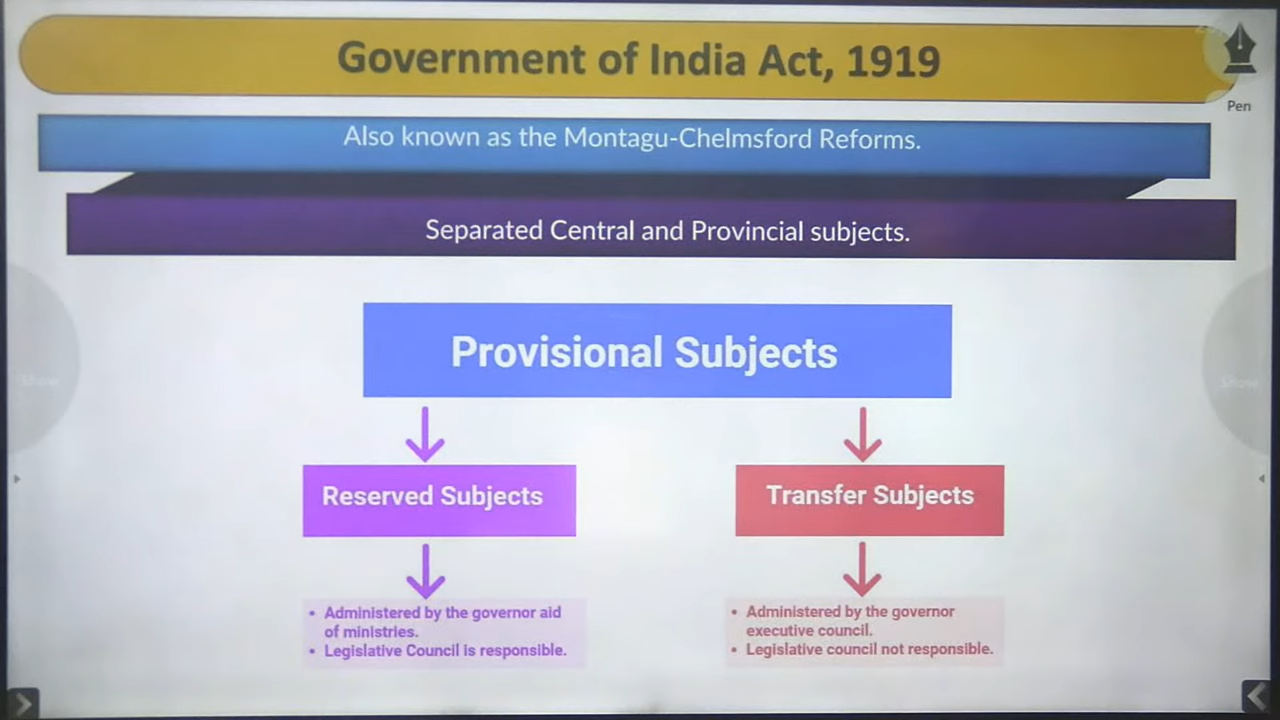 Government of India Act, 1919
Pen
Also known as the Montagu-Chelmsford Reforms.
Separated Central and Provincial subjects.
Provisional Subjects
Show
Show
Reserved Subjects
Transfer Subjects
• Administered by the governor aid
of ministries.
• Legislative Council is responsible.
• Administered by the governor
executive council.
• Legislative council not responsible.